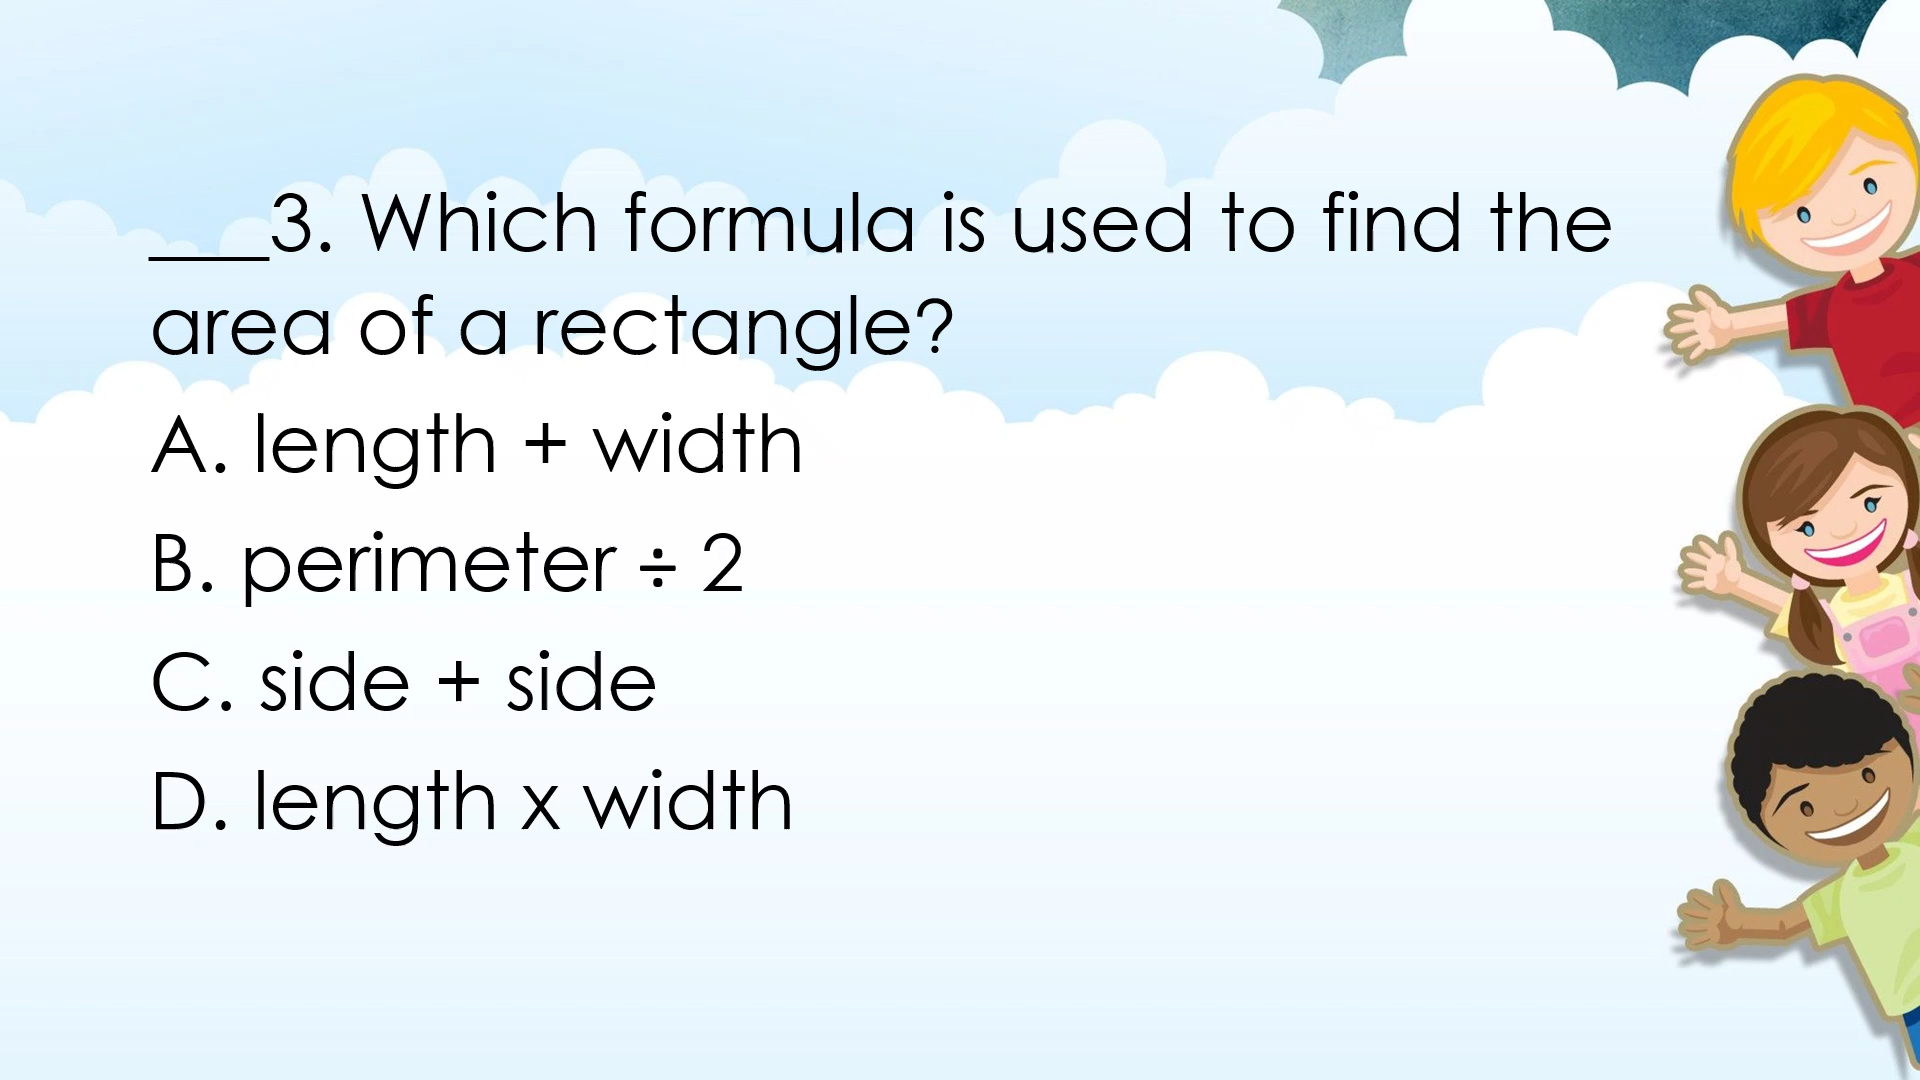 ___3. Which formula is used to find the
area of a rectangle?
A. length + width
B. perimeter ÷ 2
C. side + side
D. length x width